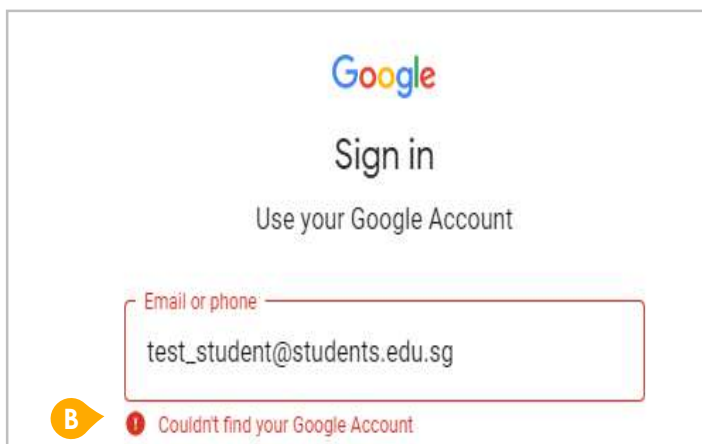 Google
Sign in
Use your Google Account
Email or phone
test_student@students.edu.sg
B
! Couldn't find your Google Account